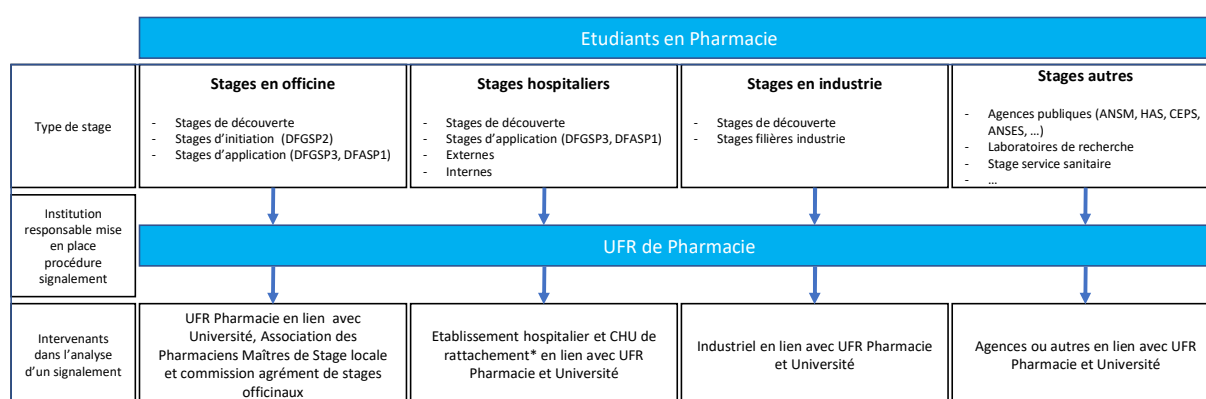 Etudiants en Pharmacie
Type de stage
Stages en officine
- Stages de découverte
- Stages d'initiation (DFGSP2)
- Stages d'application (DFGSP3, DFASP1)
Stages hospitaliers
- Stages de découverte
- Stages d'application (DFGSP3, DFASP1)
- Externes
- Internes
Stages en industrie
- Stages de découverte
- Stages filières industrie
Stages autres
- Agences publiques (ANSM, HAS, CEPS,
ANSES, ...)
- Laboratoires de recherche
- Stage service sanitaire
- ...
Institution
responsable mise
en place
procédure
signalement
UFR de Pharmacie
Intervenants
dans l'analyse
d'un signalement
UFR Pharmacie en lien avec
Université, Association des
Pharmaciens Maîtres de Stage locale
et commission agrément de stages
officinaux
Etablissement hospitalier et CHU de
rattachement* en lien avec UFR
Pharmacie et Université
Industriel en lien avec UFR Pharmacie
et Université
Agences ou autres en lien avec UFR
Pharmacie et Université